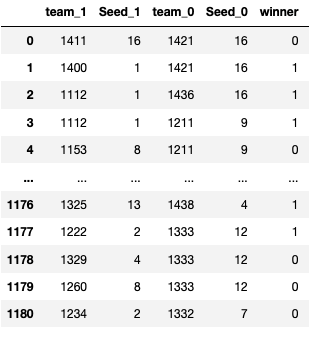 team_1 Seed_1 team_0 Seed_0 winner
0 1411 16 1421 16 0
1 1400 1 1421 16 1
2 1112 1 1436 16 1
3 1112 1 1211 9 1
4 1153 8 1211 9 0
... ... ... ... ... ...
1176 1325 13 1438 4 1
1177 1222 2 1333 12 1
1178 1329 4 1333 12 0
1179 1260 8 1333 12 0
1180 1234 2 1332 7 0